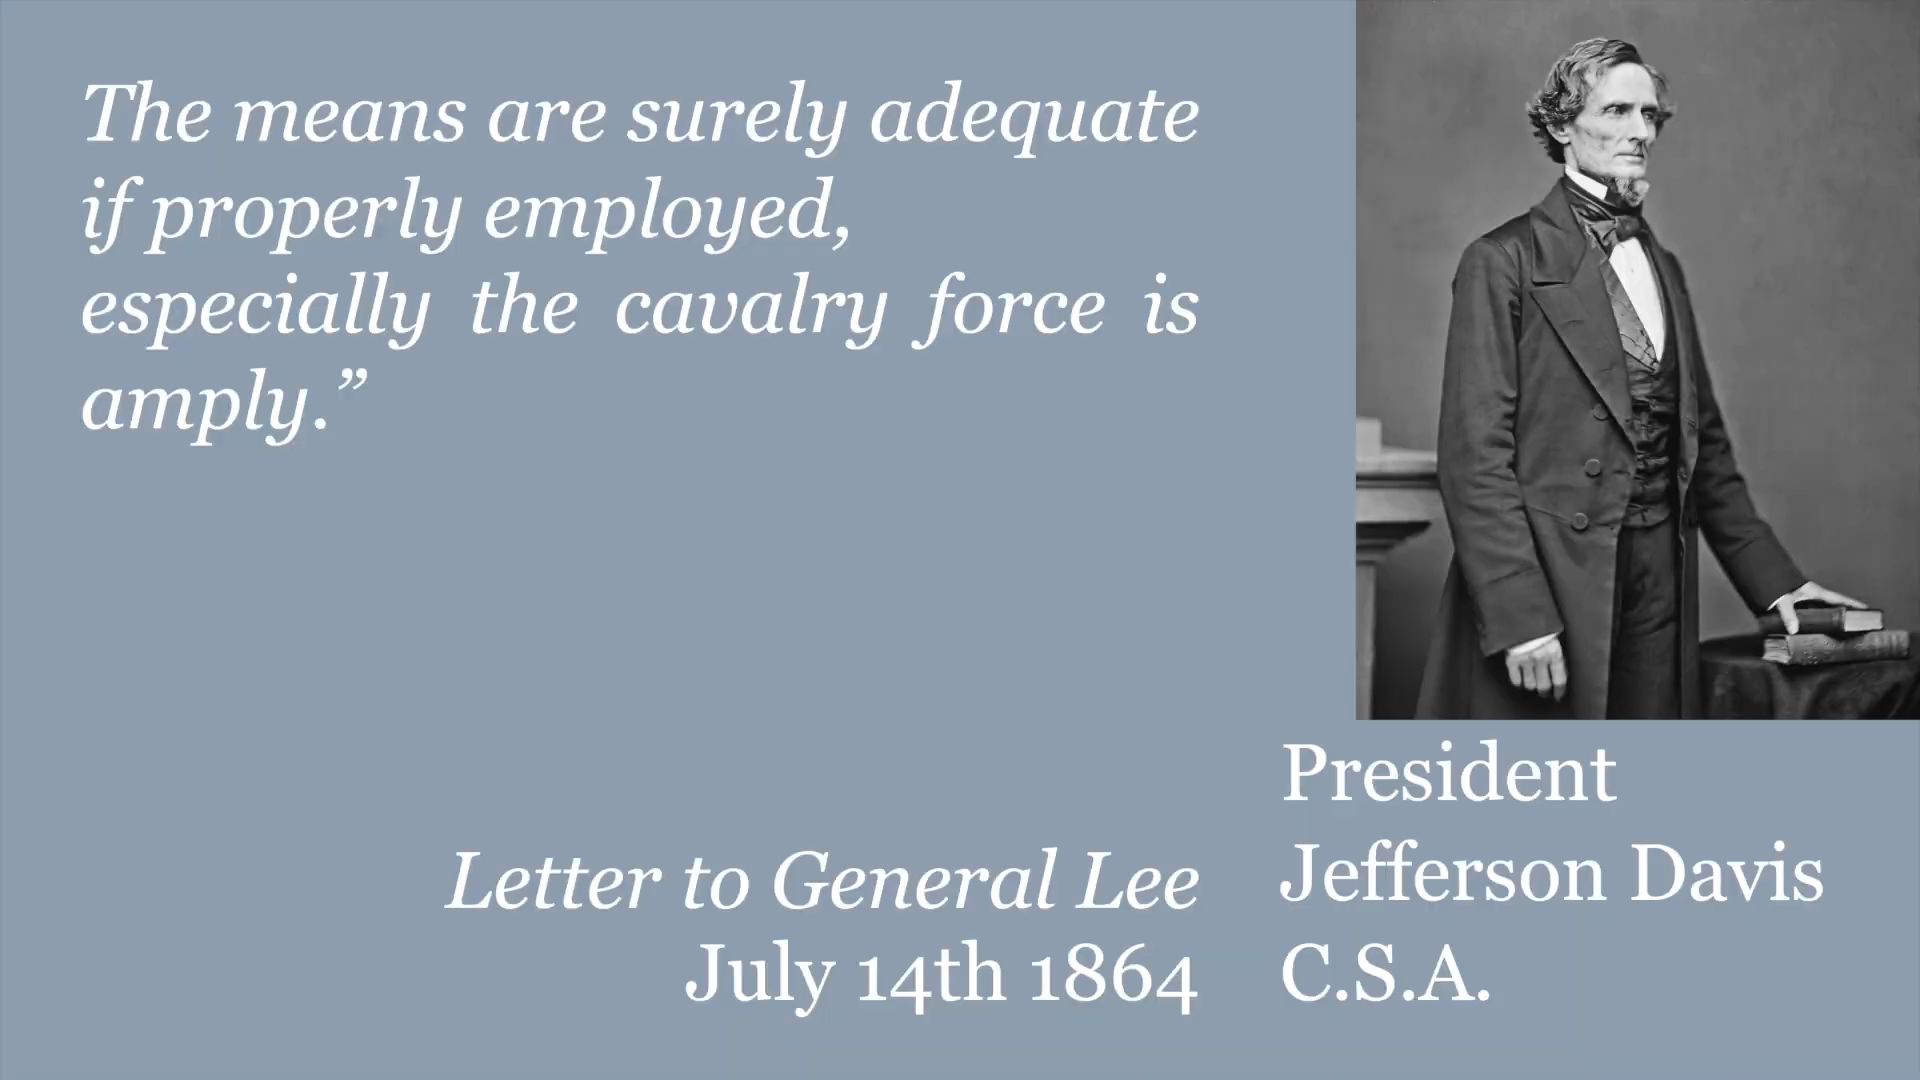 The means are surely adequate
if properly employed,
especially the cavalry force is
amply.”
Letter to General Lee
July 14th 1864
President
Jefferson Davis
C.S.A.